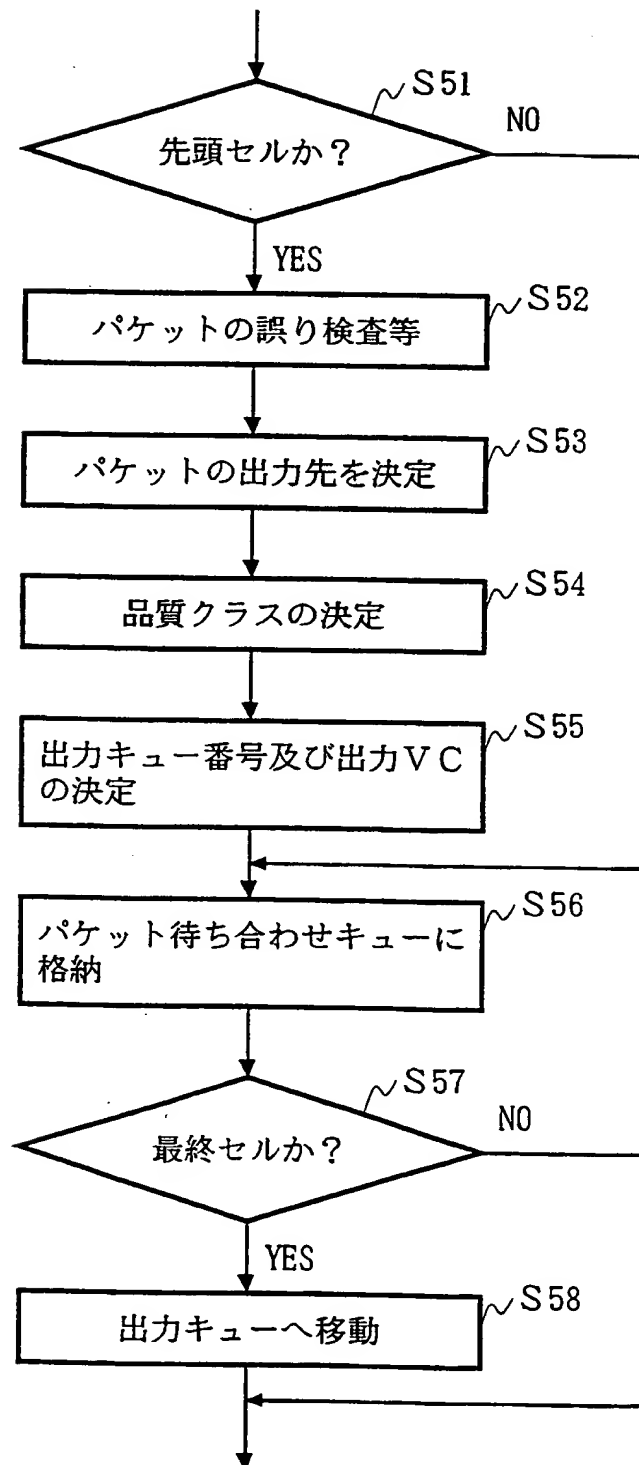 S51
先頭セルか？
NO
YES
S52
パケットの誤り検査等
S53
パケットの出力先を決定
S54
品質クラスの決定
S55
出力キュー番号及び出力ＶＣ
の決定
S56
パケット待ち合わせキューに
格納
S57
最終セルか？
NO
YES
S58
出力キューへ移動